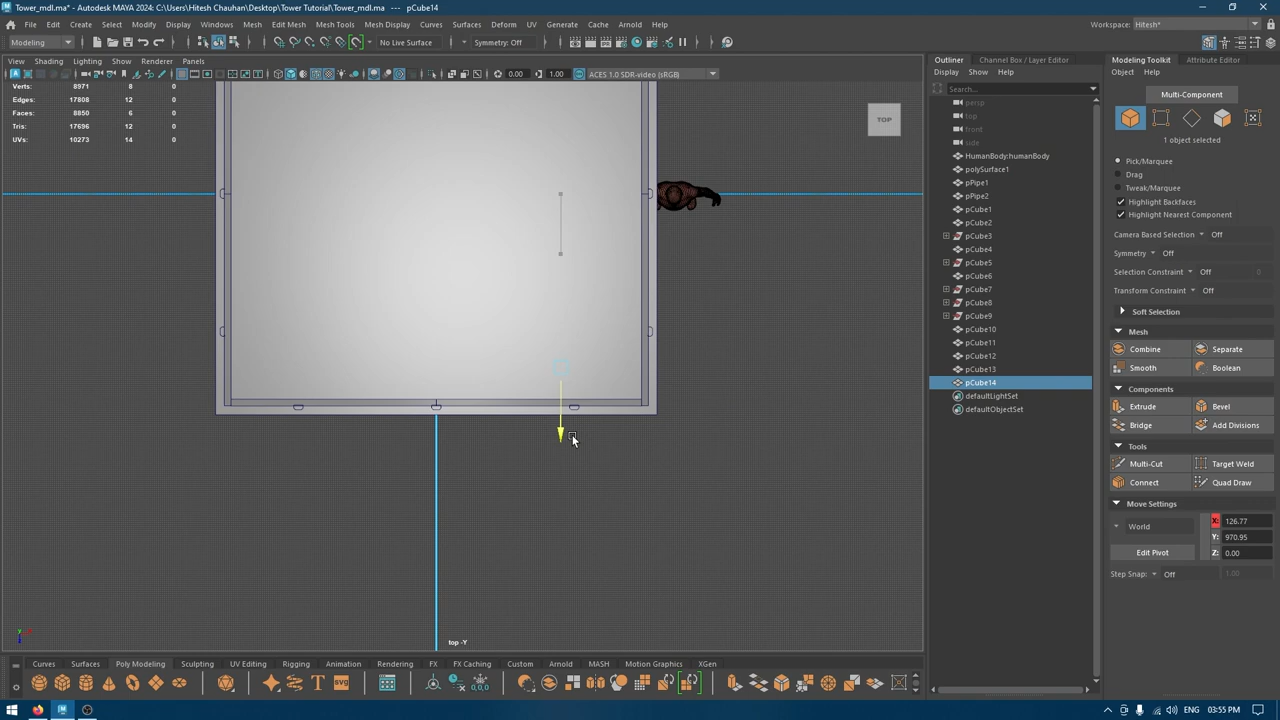 Tower_mdl.ma* - Autodesk MAYA 2024: C:\Users\Hitesh Chauhan\Desktop\Tower Tutorial\Tower_mdl.ma* --- pCube14
File Edit Create Select Modify Display Windows Mesh Edit Mesh Mesh Tools Mesh Display Curves Surfaces Deform UV Generate Cache Arnold Help
Workspace: Hitesh*
Modeling
No Live Surface
Symmetry: Off
View Shading Lighting Show Renderer Panels
0.00
1.00
ACES 1.0 SDR-video (sRGB)
Verts: 8971 8 0
Edges: 17808 12 0
Faces: 8850 6 0
Tris: 17696 12 0
UVs: 10273 14 0
TOP
top -Y
Outliner
Channel Box / Layer Editor
Display Show Help
Search...
persp
top
front
side
HumanBody:humanBody
polySurface1
pPipe1
pPipe2
pCube1
pCube2
pCube3
pCube4
pCube5
pCube6
pCube7
pCube8
pCube9
pCube10
pCube11
pCube12
pCube13
pCube14
defaultLightSet
defaultObjectSet
Modeling Toolkit
Attribute Editor
Object Help
Multi-Component
1 object selected
Pick/Marquee
Drag
Tweak/Marquee
Highlight Backfaces
Highlight Nearest Component
Camera Based Selection Off
Symmetry Off
Selection Constraint Off 0
Transform Constraint Off
Soft Selection
Mesh
Combine Separate
Smooth Boolean
Components
Extrude Bevel
Bridge Add Divisions
Tools
Multi-Cut Target Weld
Connect Quad Draw
Move Settings
World
X: 126.77
Y: 970.95
Z: 0.00
Edit Pivot
Step Snap: Off 1.00
Curves Surfaces Poly Modeling Sculpting UV Editing Rigging Animation Rendering FX FX Caching Custom Arnold MASH Motion Graphics XGen
ENG 03:55 PM